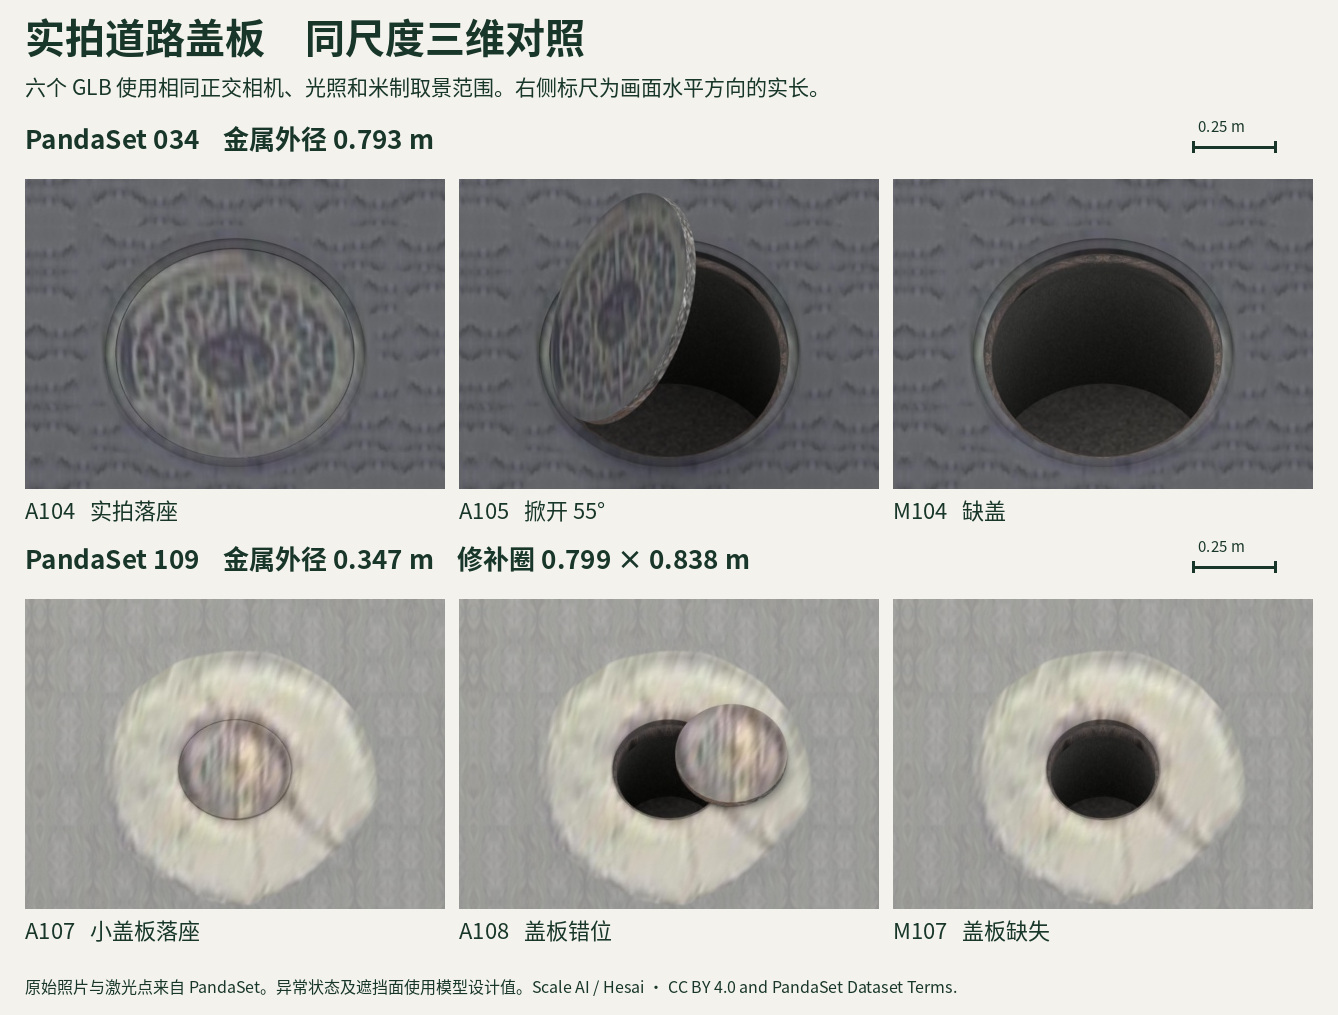 实拍道路盖板　同尺度三维对照
六个 GLB 使用相同正交相机、光照和米制取景范围。右侧标尺为画面水平方向的实长。
PandaSet 034　金属外径 0.793 m
0.25 m
A104 实拍落座
A105 掀开 55°
M104 缺盖
PandaSet 109　金属外径 0.347 m　修补圈 0.799 × 0.838 m
0.25 m
A107 小盖板落座
A108 盖板错位
M107 盖板缺失
原始照片与激光点来自 PandaSet。异常状态及遮挡面使用模型设计值。Scale AI / Hesai ・ CC BY 4.0 and PandaSet Dataset Terms.